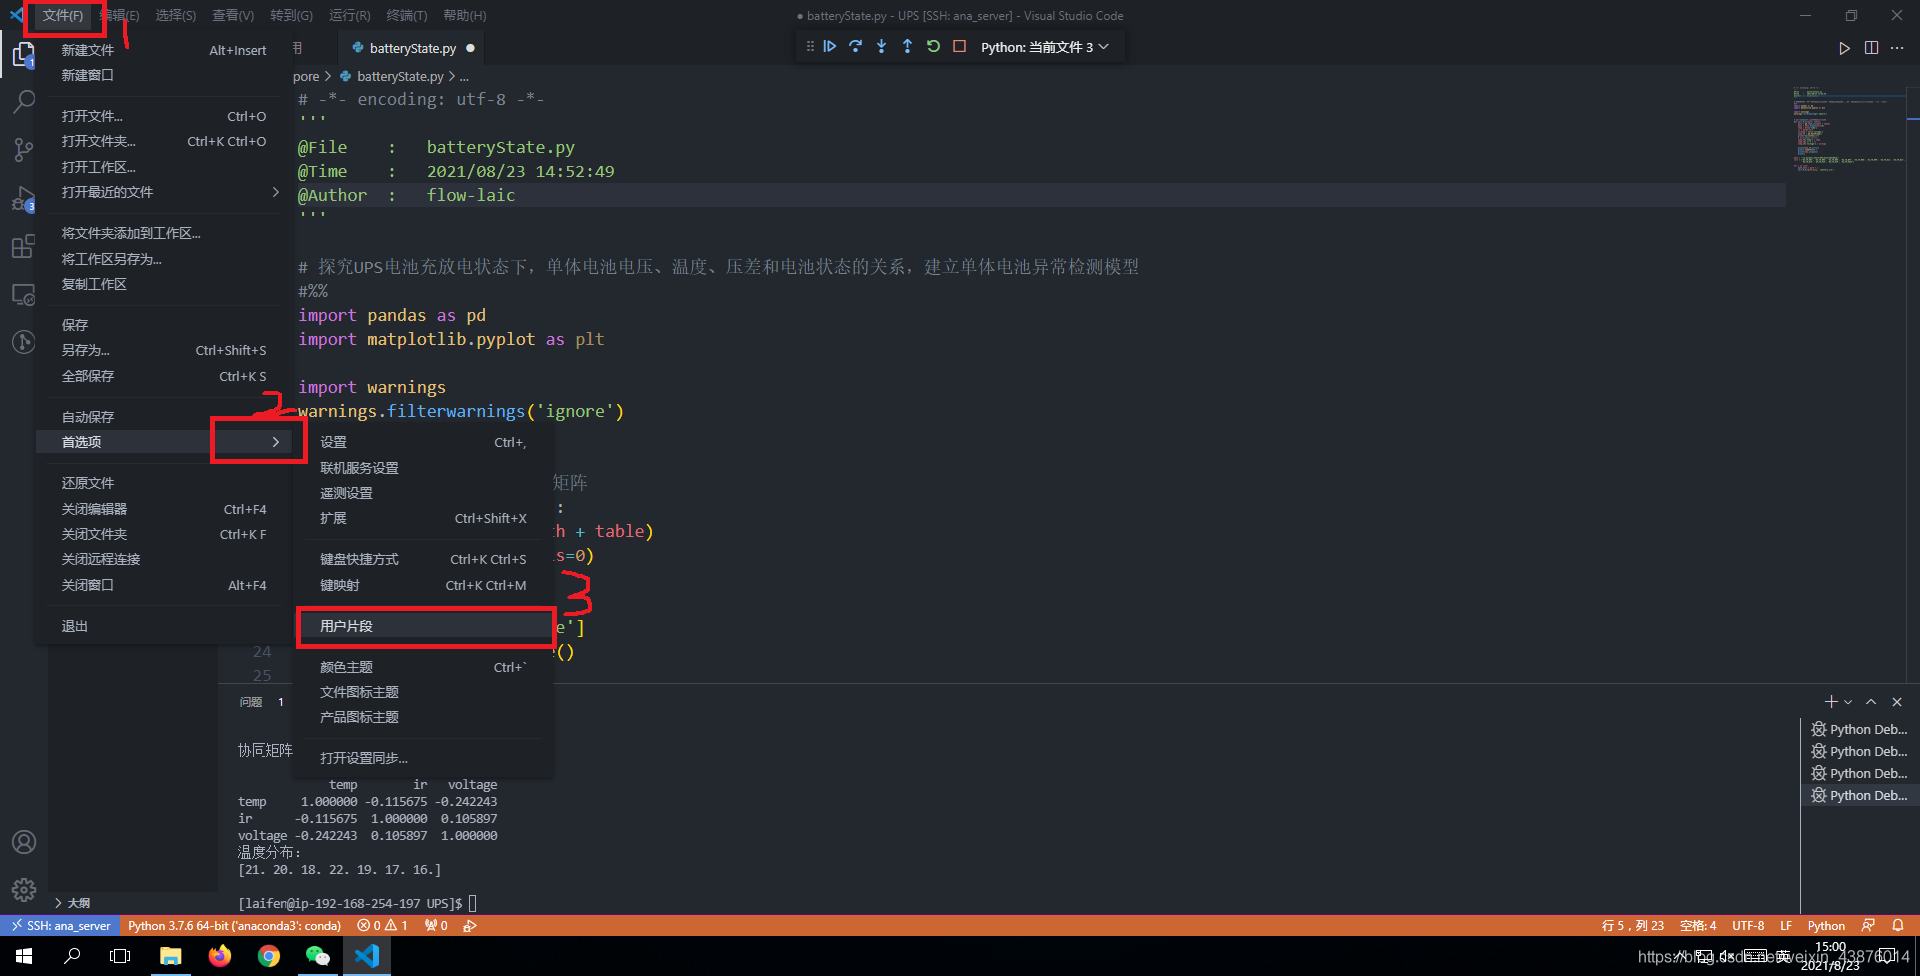 文件(F) 编辑(E) 选择(S) 查看(V) 转到(G) 运行(R) 终端(T) 帮助(H)
● batteryState.py - UPS [SSH: ana_server] - Visual Studio Code
1
新建文件 Alt+Insert
新建窗口
打开文件... Ctrl+O
打开文件夹... Ctrl+K Ctrl+O
打开工作区...
打开最近的文件
将文件夹添加到工作区...
将工作区另存为...
复制工作区
保存
另存为... Ctrl+Shift+S
全部保存 Ctrl+K S
自动保存
2
首选项
还原文件
关闭编辑器 Ctrl+F4
关闭文件夹 Ctrl+K F
关闭远程连接
关闭窗口 Alt+F4
退出
设置 Ctrl+,
联机服务设置
遥测设置
扩展 Ctrl+Shift+X
键盘快捷方式 Ctrl+K Ctrl+S
键映射 Ctrl+K Ctrl+M
3
用户片段
颜色主题 Ctrl+`
文件图标主题
产品图标主题
打开设置同步...
用 batteryState.py ●
Python: 当前文件 3
pore > batteryState.py > ...
# -*- encoding: utf-8 -*-
'''
@File : batteryState.py
@Time : 2021/08/23 14:52:49
@Author : flow-laic
'''
# 探究UPS电池充放电状态下，单体电池电压、温度、压差和电池状态的关系，建立单体电池异常检测模型
#%%
import pandas as pd
import matplotlib.pyplot as plt
import warnings
warnings.filterwarnings('ignore')
矩阵
:
th + table)
is=0)
e']
24 e()
25
1
3
问题 1
协同矩阵
temp ir voltage
temp 1.000000 -0.115675 -0.242243
ir -0.115675 1.000000 0.105897
voltage -0.242243 0.105897 1.000000
温度分布:
[21. 20. 18. 22. 19. 17. 16.]
[laifen@ip-192-168-254-197 UPS]$
Python Deb...
Python Deb...
Python Deb...
Python Deb...
> 大纲
SSH: ana_server Python 3.7.6 64-bit ('anaconda3': conda) 0 1 0
行 5，列 23 空格: 4 UTF-8 LF Python
英
15:00
2021/8/23
https://blog.csdn.net/weixin_43876014